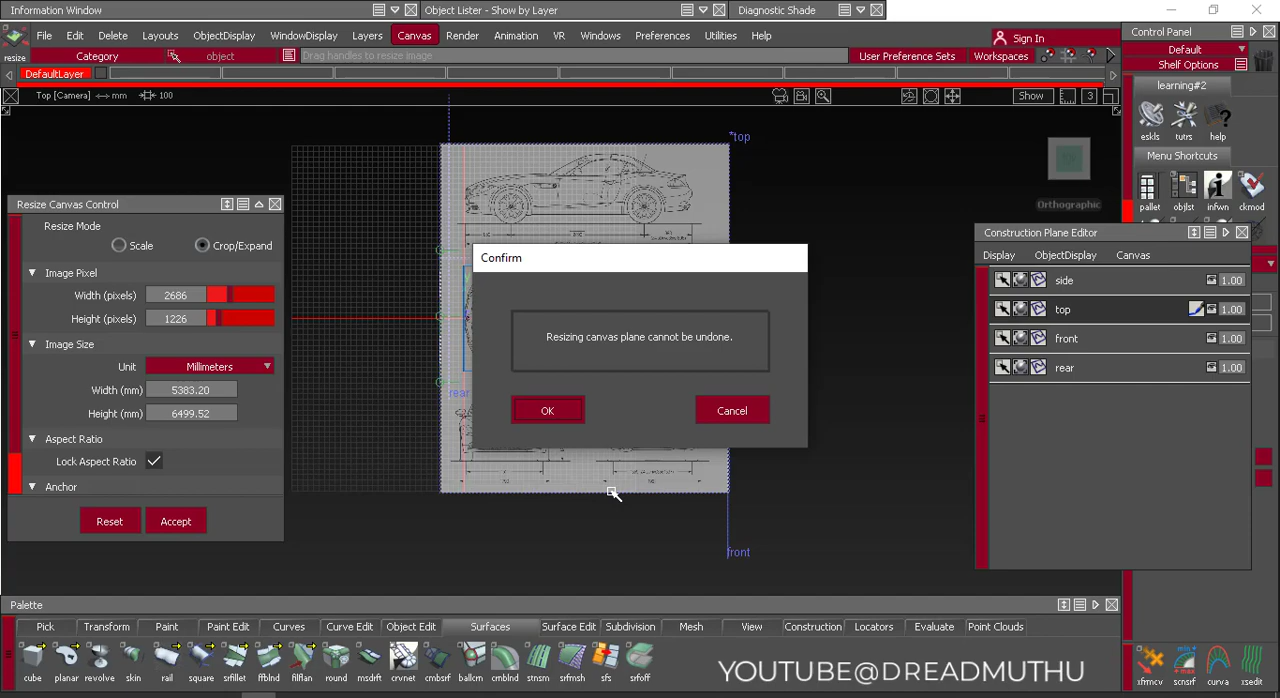 Information Window
Object Lister - Show by Layer
Diagnostic Shade
File Edit Delete Layouts ObjectDisplay WindowDisplay Layers Canvas Render Animation VR Windows Preferences Utilities Help
Sign In
Control Panel
resize
Category
object
Drag handles to resize image
User Preference Sets
Workspaces
Default
Shelf Options
DefaultLayer
Top [Camera] <--> mm 100
Show
3
learning#2
eskls tutrs help
*top
Menu Shortcuts
pallet objlst infwn ckmod
Orthographic
Resize Canvas Control
Resize Mode
Scale
Crop/Expand
Image Pixel
Width (pixels) 2686
Height (pixels) 1226
Image Size
Unit Millimeters
Width (mm) 5383.20
Height (mm) 6499.52
Aspect Ratio
Lock Aspect Ratio
Anchor
Reset
Accept
rear
Confirm
Resizing canvas plane cannot be undone.
OK
Cancel
front
Construction Plane Editor
Display ObjectDisplay Canvas
side 1.00
top 1.00
front 1.00
rear 1.00
Palette
Pick Transform Paint Paint Edit Curves Curve Edit Object Edit Surfaces Surface Edit Subdivision Mesh View Construction Locators Evaluate Point Clouds
cube planar revolve skin rail square srfillet ffblnd filflan round msdrft crvnet cmbsrf ballcrn crnblnd stnsm srfmsh sfs srfoff
YOUTUBE@DREADMUTHU
xfrmcv scnsrf curva xsedit